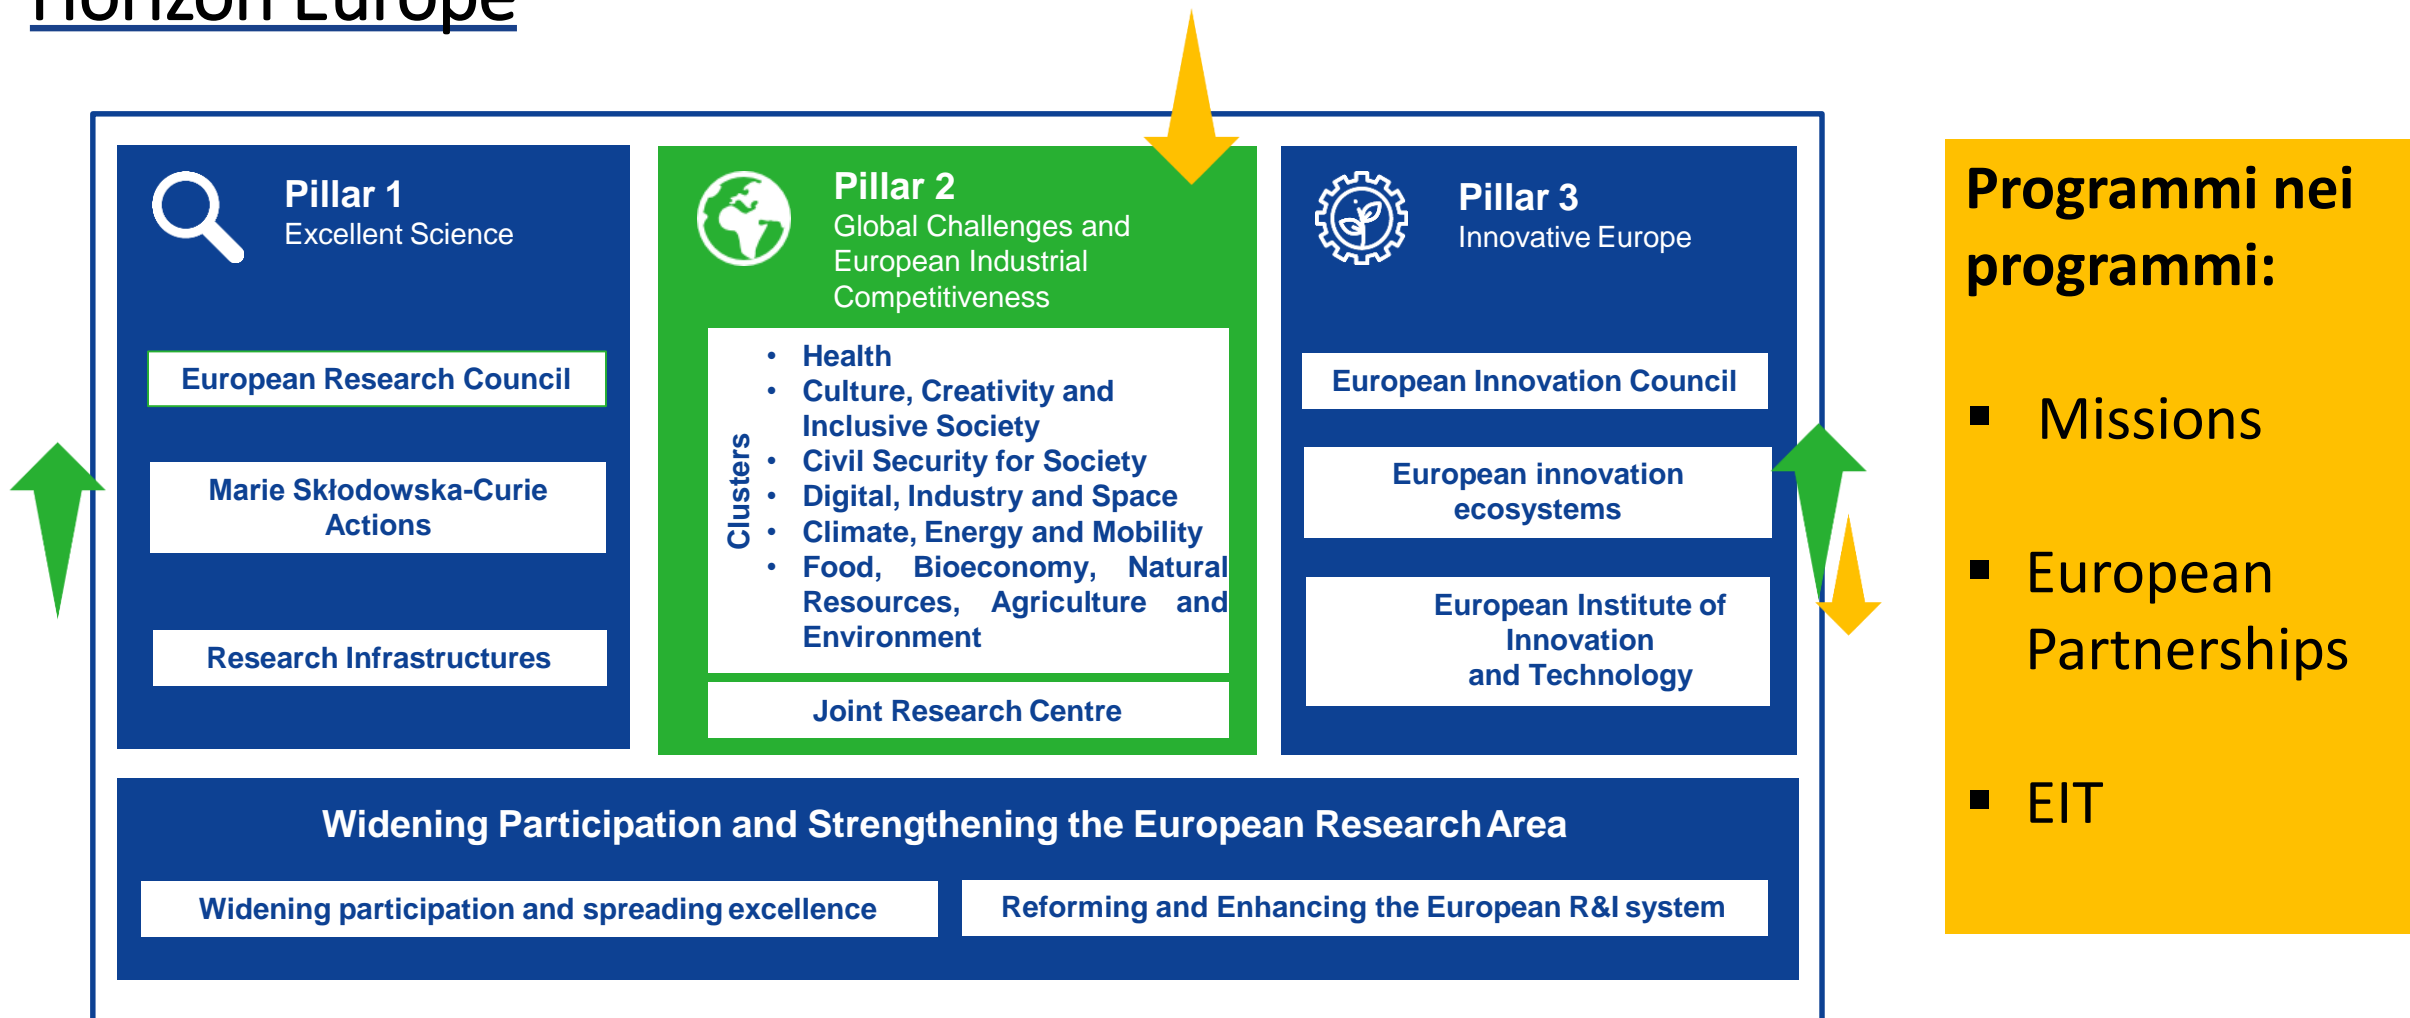 Horizon Europe
Pillar 1
Excellent Science
European Research Council
Marie Skłodowska-Curie
Actions
Research Infrastructures
Pillar 2
Global Challenges and
European Industrial
Competitiveness
Clusters
• Health
• Culture, Creativity and
Inclusive Society
• Civil Security for Society
• Digital, Industry and Space
• Climate, Energy and Mobility
• Food, Bioeconomy, Natural
Resources, Agriculture and
Environment
Joint Research Centre
Pillar 3
Innovative Europe
European Innovation Council
European innovation
ecosystems
European Institute of
Innovation
and Technology
Widening Participation and Strengthening the European Research Area
Widening participation and spreading excellence
Reforming and Enhancing the European R&I system
Programmi nei
programmi:
▪ Missions
▪ European
Partnerships
▪ EIT